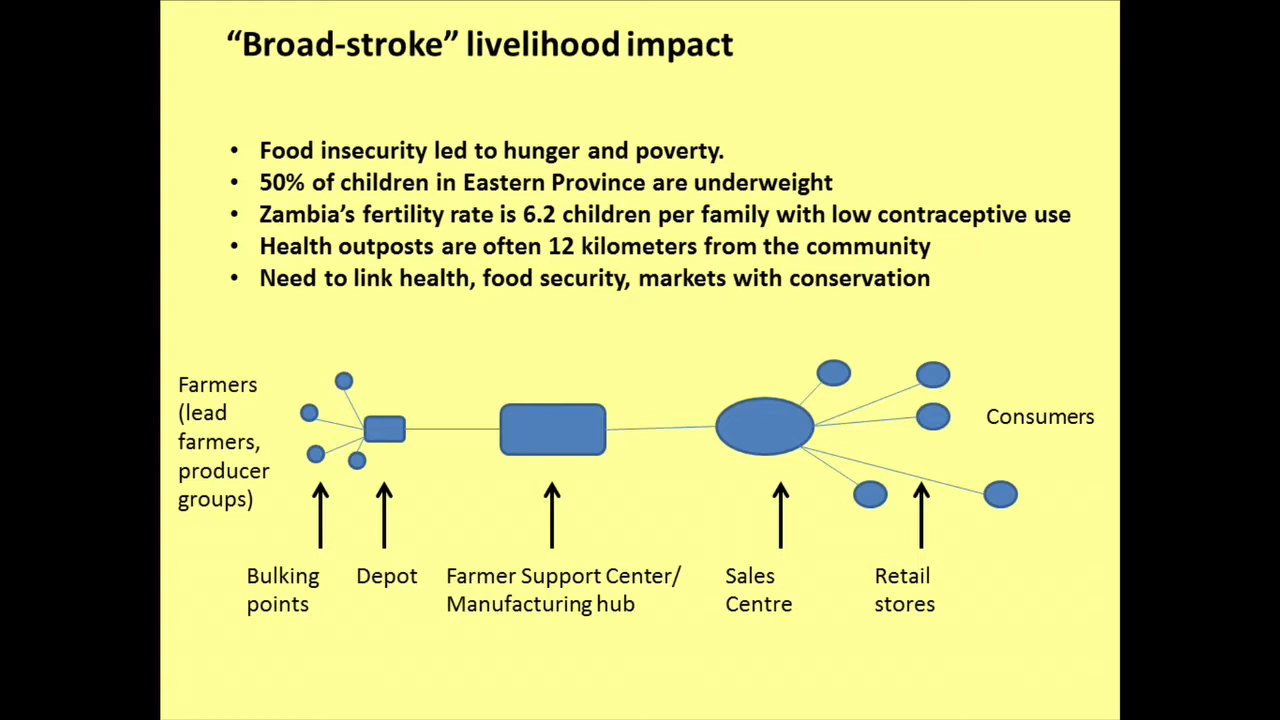 “Broad-stroke” livelihood impact
• Food insecurity led to hunger and poverty.
• 50% of children in Eastern Province are underweight
• Zambia’s fertility rate is 6.2 children per family with low contraceptive use
• Health outposts are often 12 kilometers from the community
• Need to link health, food security, markets with conservation
Farmers
(lead
farmers,
producer
groups)
Consumers
Bulking
points
Depot
Farmer Support Center/
Manufacturing hub
Sales
Centre
Retail
stores